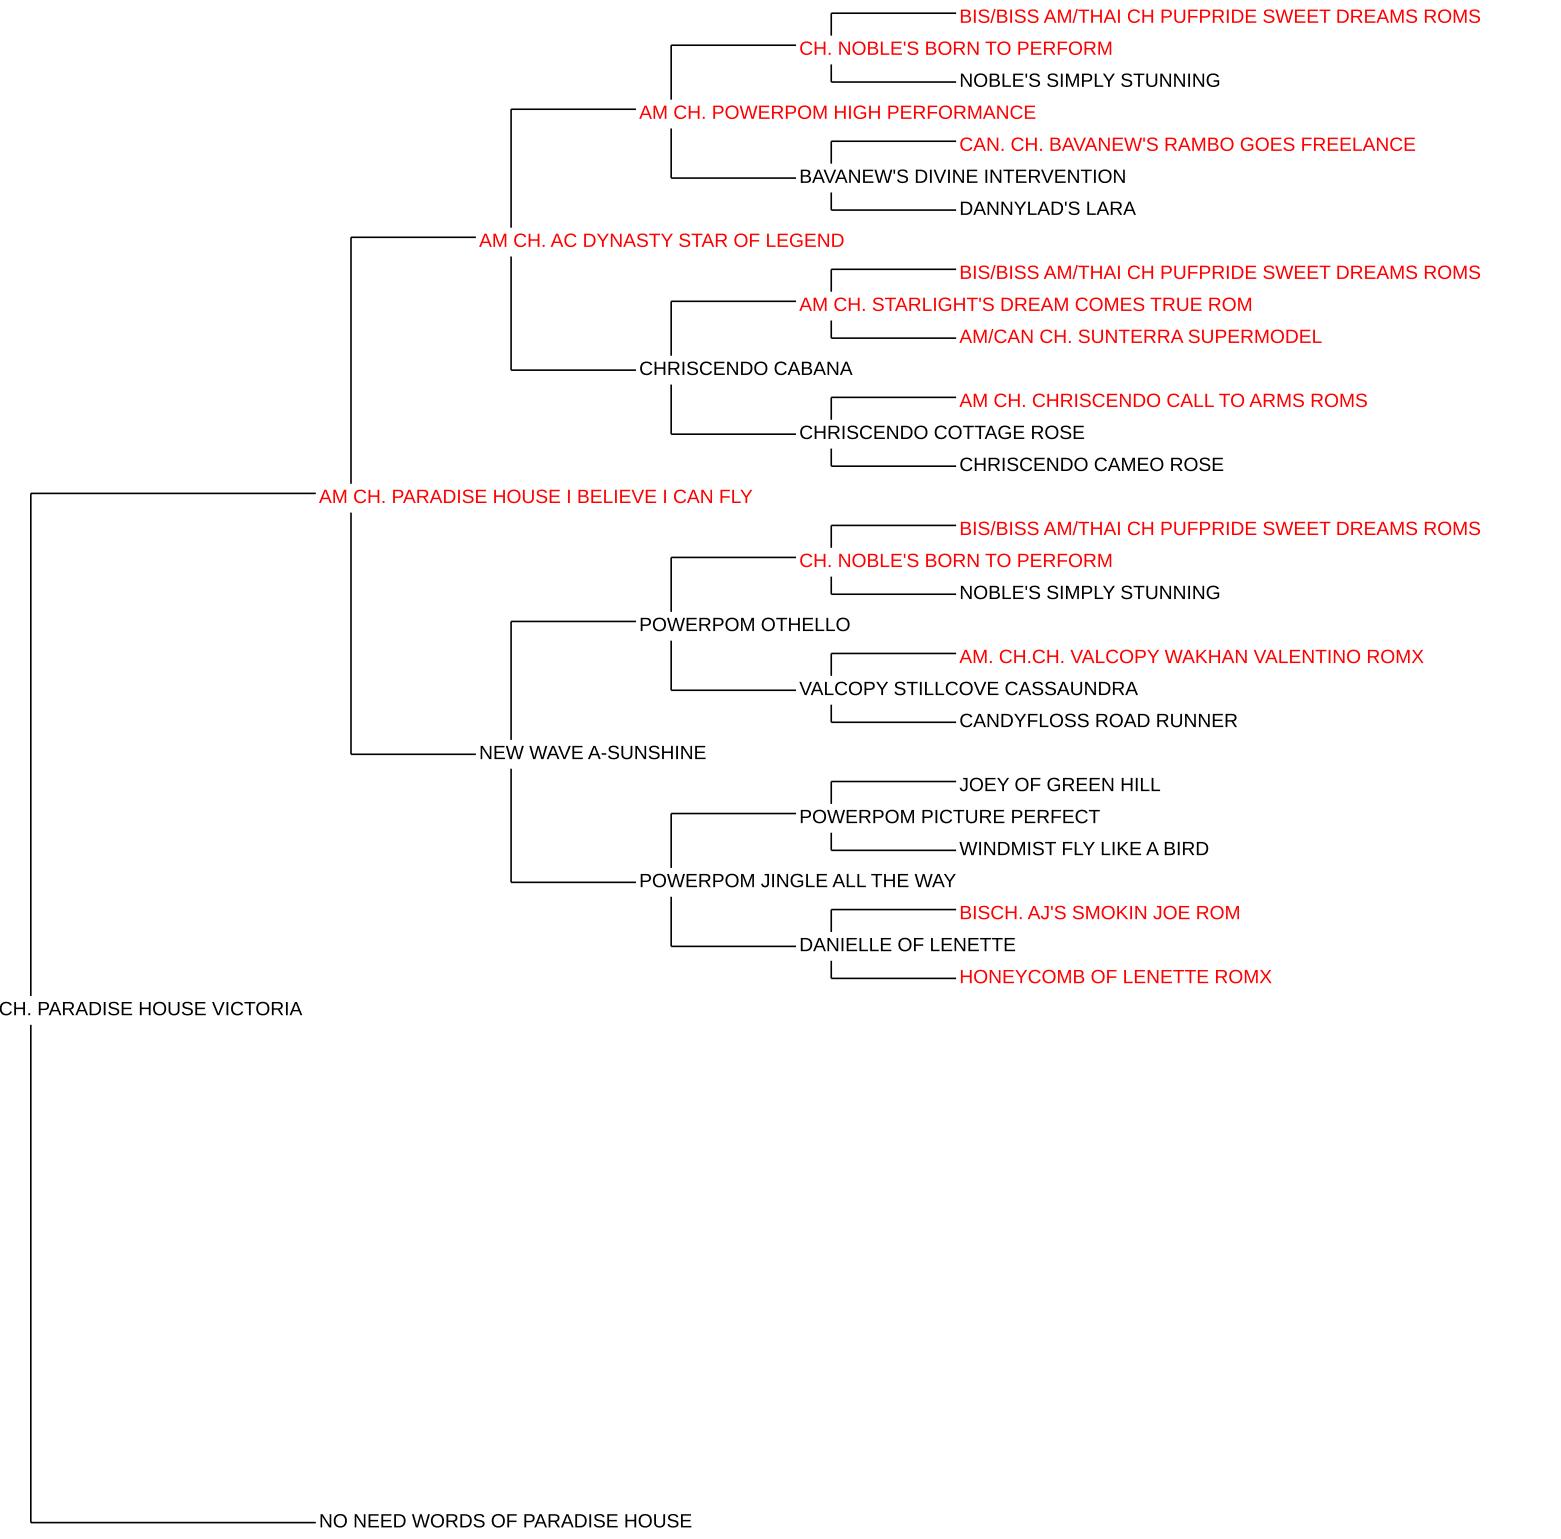 BIS/BISS AM/THAI CH PUFPRIDE SWEET DREAMS ROMS
CH. NOBLE'S BORN TO PERFORM
NOBLE'S SIMPLY STUNNING
AM CH. POWERPOM HIGH PERFORMANCE
CAN. CH. BAVANEW'S RAMBO GOES FREELANCE
BAVANEW'S DIVINE INTERVENTION
DANNYLAD'S LARA
AM CH. AC DYNASTY STAR OF LEGEND
BIS/BISS AM/THAI CH PUFPRIDE SWEET DREAMS ROMS
AM CH. STARLIGHT'S DREAM COMES TRUE ROM
AM/CAN CH. SUNTERRA SUPERMODEL
CHRISCENDO CABANA
AM CH. CHRISCENDO CALL TO ARMS ROMS
CHRISCENDO COTTAGE ROSE
CHRISCENDO CAMEO ROSE
AM CH. PARADISE HOUSE I BELIEVE I CAN FLY
BIS/BISS AM/THAI CH PUFPRIDE SWEET DREAMS ROMS
CH. NOBLE'S BORN TO PERFORM
NOBLE'S SIMPLY STUNNING
POWERPOM OTHELLO
AM. CH.CH. VALCOPY WAKHAN VALENTINO ROMX
VALCOPY STILLCOVE CASSAUNDRA
CANDYFLOSS ROAD RUNNER
NEW WAVE A-SUNSHINE
JOEY OF GREEN HILL
POWERPOM PICTURE PERFECT
WINDMIST FLY LIKE A BIRD
POWERPOM JINGLE ALL THE WAY
BISCH. AJ'S SMOKIN JOE ROM
DANIELLE OF LENETTE
HONEYCOMB OF LENETTE ROMX
CH. PARADISE HOUSE VICTORIA
NO NEED WORDS OF PARADISE HOUSE